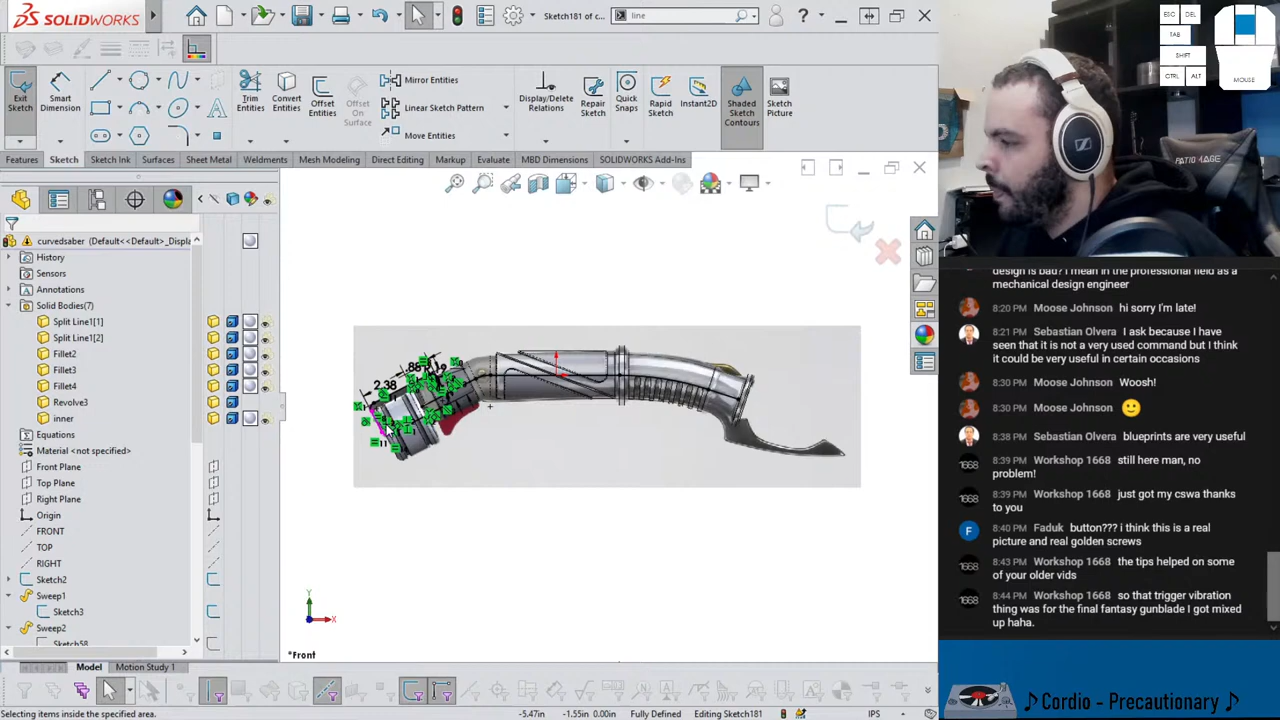 SOLIDWORKS
Sketch181 of c...
line
Exit Sketch
Smart Dimension
Trim Entities
Convert Entities
Offset Entities
Offset On Surface
Mirror Entities
Linear Sketch Pattern
Move Entities
Display/Delete Relations
Repair Sketch
Quick Snaps
Rapid Sketch
Instant2D
Shaded Sketch Contours
Sketch Picture
Features
Sketch
Sketch Ink
Surfaces
Sheet Metal
Weldments
Mesh Modeling
Direct Editing
Markup
Evaluate
MBD Dimensions
SOLIDWORKS Add-Ins
curvedsaber (Default<<Default>_Displa
History
Sensors
Annotations
Solid Bodies(7)
Split Line1[1]
Split Line1[2]
Fillet2
Fillet3
Fillet4
Revolve3
inner
Equations
Material <not specified>
Front Plane
Top Plane
Right Plane
Origin
FRONT
TOP
RIGHT
Sketch2
Sweep1
Sketch3
Sweep2
Sketch58
2.38
Y
X
*Front
Model
Motion Study 1
Selecting items inside the specified area.
-5.47in
-1.55in
0.00in
Fully Defined
Editing Sketch181
IPS
ESC
DEL
TAB
SHIFT
CTRL
ALT
MOUSE
PATIO MAGE
design is bad? I mean in the professional field as a
mechanical design engineer
8:20 PM Moose Johnson hi sorry I'm late!
8:21 PM Sebastian Olvera I ask because I have
seen that it is not a very used command but I think
it could be very useful in certain occasions
8:30 PM Moose Johnson Woosh!
8:30 PM Moose Johnson
8:38 PM Sebastian Olvera blueprints are very useful
1668 8:39 PM Workshop 1668 still here man, no
problem!
1668 8:39 PM Workshop 1668 just got my cswa thanks
to you
F 8:40 PM Faduk button??? i think this is a real
picture and real golden screws
1668 8:43 PM Workshop 1668 the tips helped on some
of your older vids
1668 8:44 PM Workshop 1668 so that trigger vibration
thing was for the final fantasy gunblade I got mixed
up haha.
♪ Cordio - Precautionary ♪